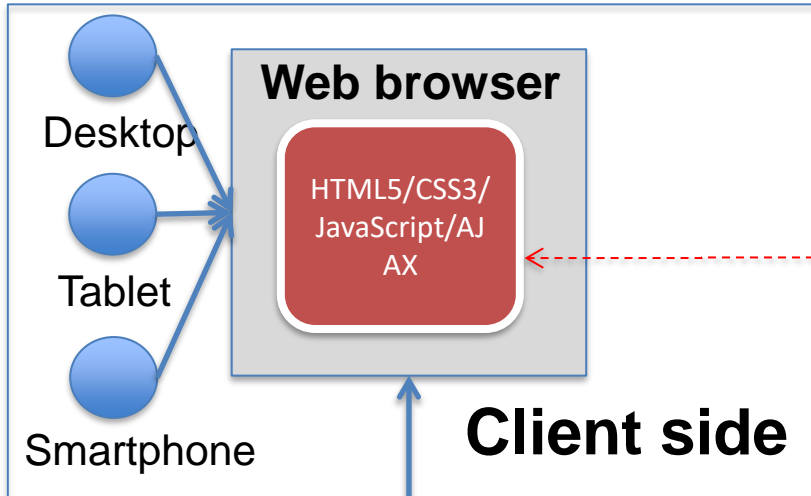 Web browser
Desktop
HTML5/CSS3/
JavaScript/AJ
AX
Tablet
Client side
Smartphone